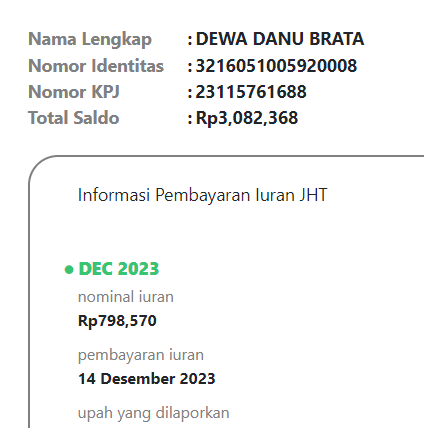 Nama Lengkap : DEWA DANU BRATA
Nomor Identitas : 3216051005920008
Nomor KPJ : 23115761688
Total Saldo : Rp3,082,368
Informasi Pembayaran Iuran JHT
DEC 2023
nominal iuran
Rp798,570
pembayaran iuran
14 Desember 2023
upah yang dilaporkan